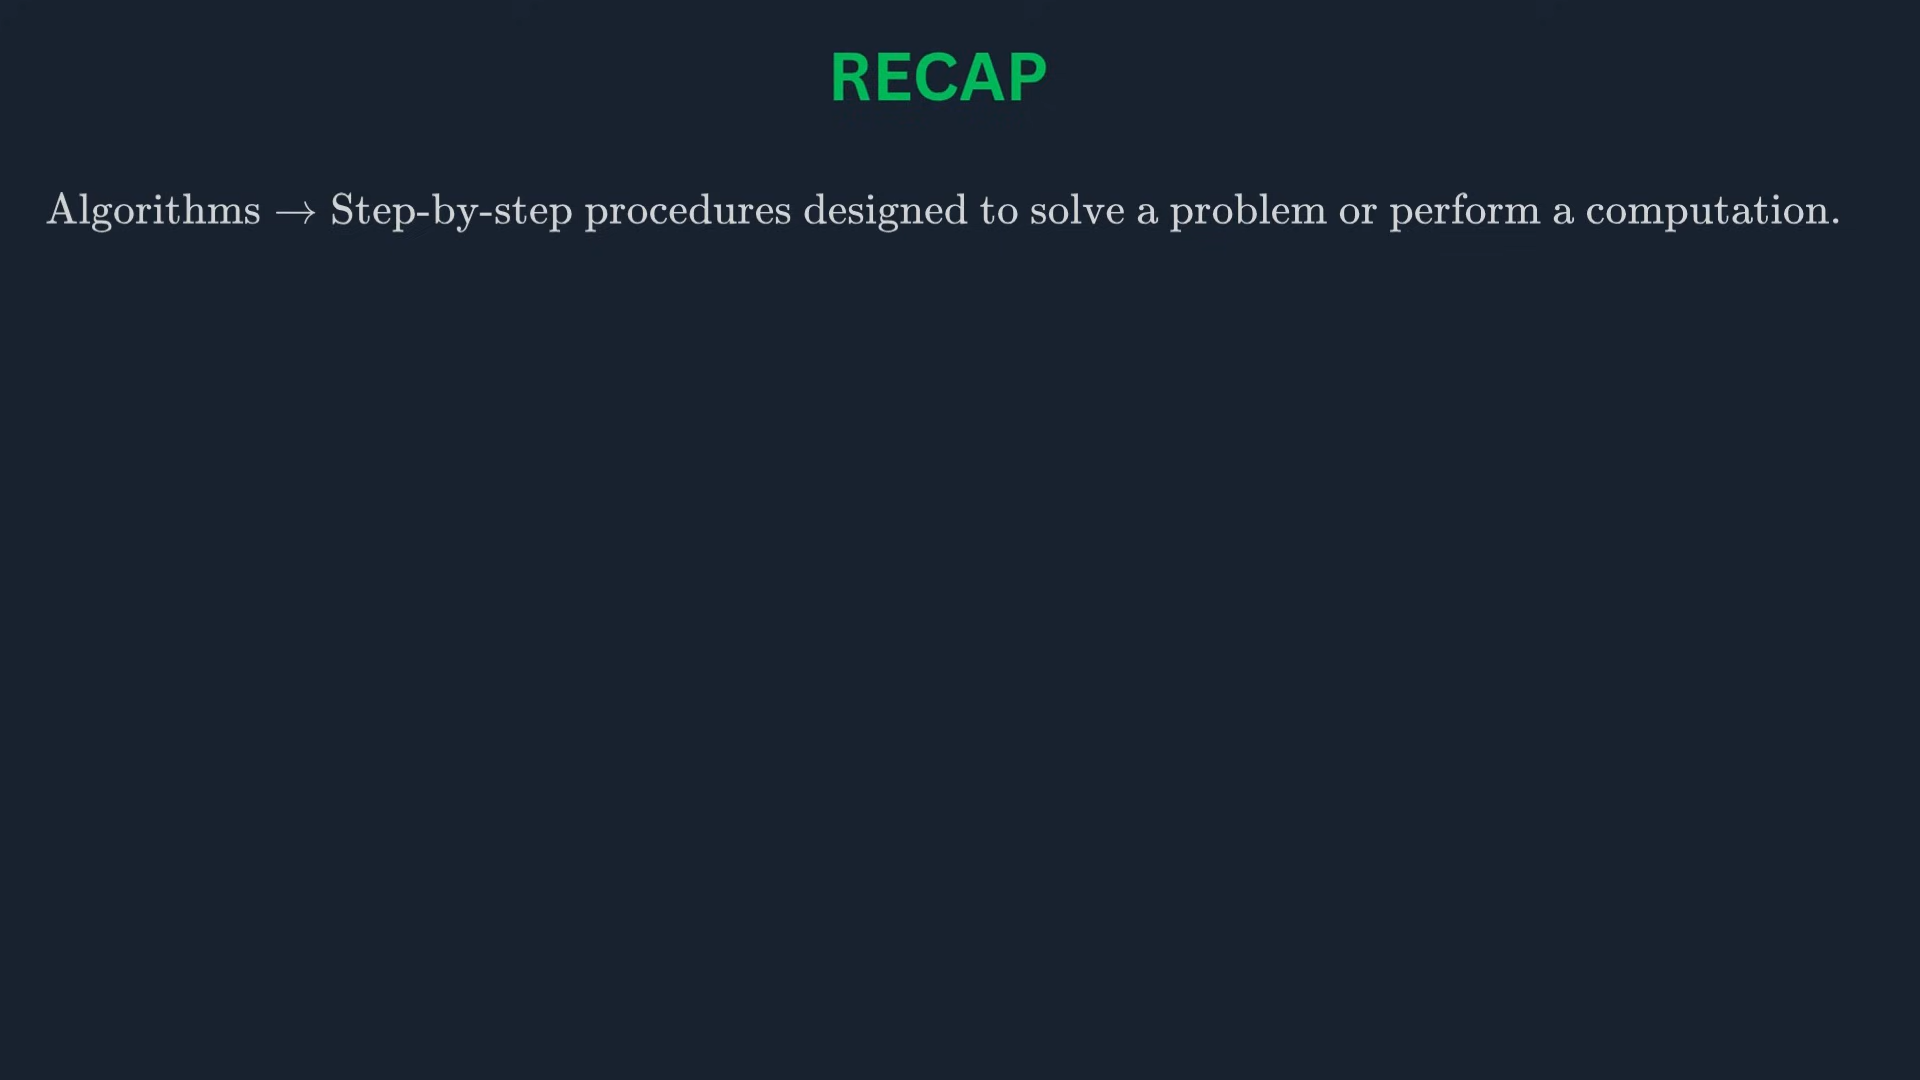 RECAP
Algorithms → Step-by-step procedures designed to solve a problem or perform a computation.